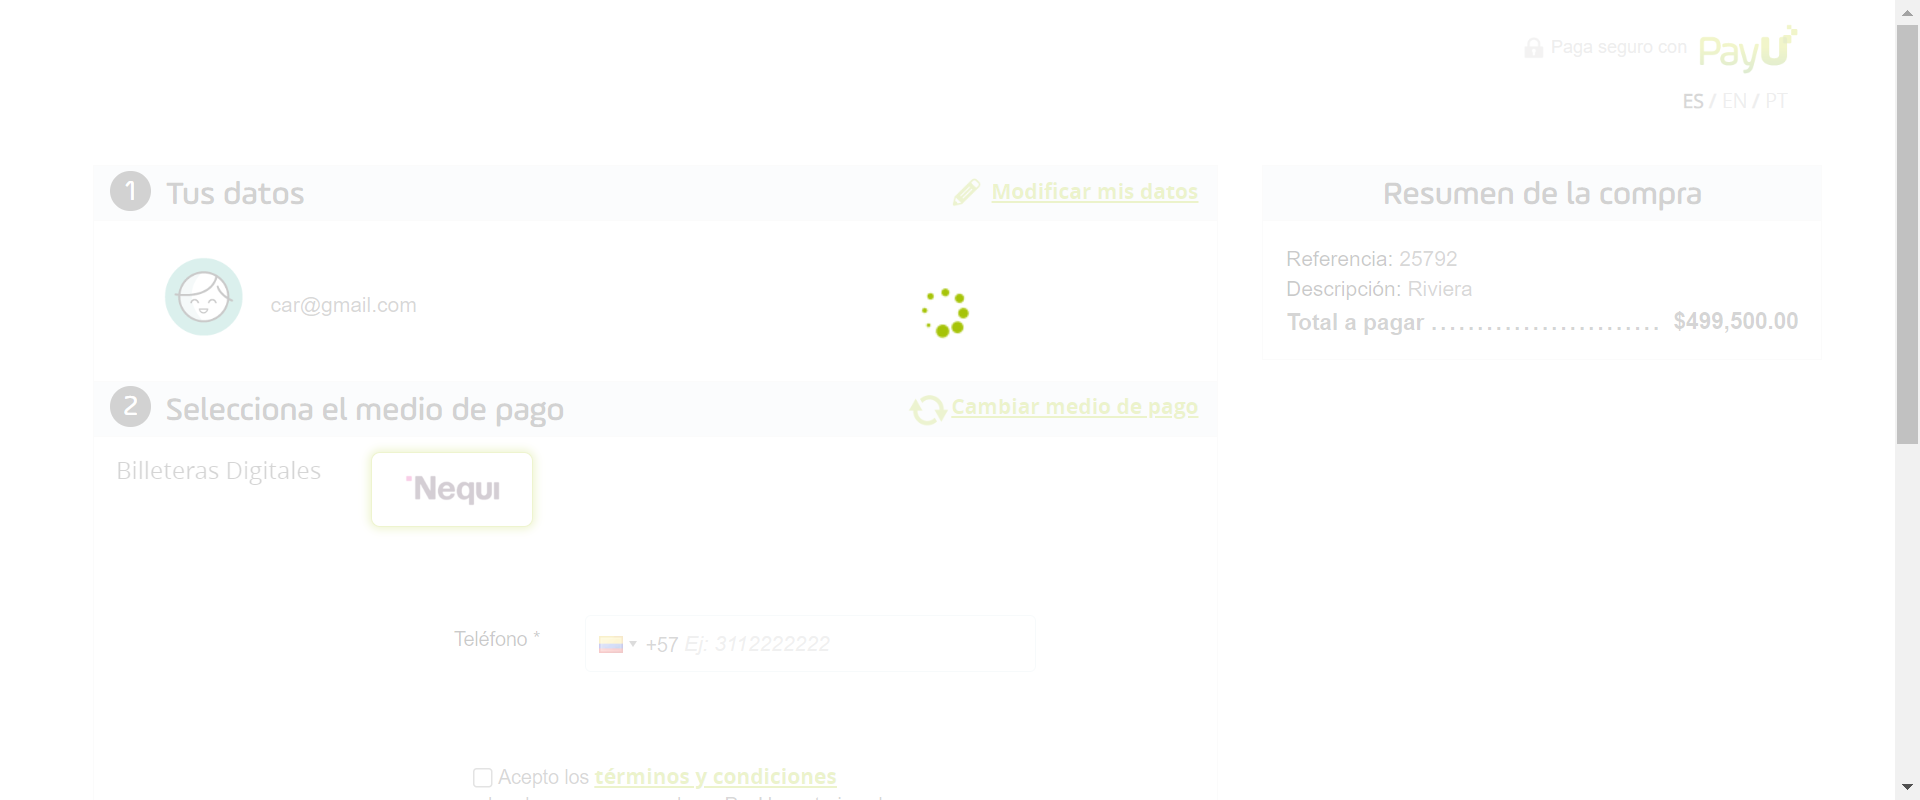 Paga seguro con PayU
ES / EN / PT
1 Tus datos
Modificar mis datos
car@gmail.com
2 Selecciona el medio de pago
Cambiar medio de pago
Billeteras Digitales
Nequi
Teléfono *
+57 Ej: 3112222222
Acepto los términos y condiciones
Resumen de la compra
Referencia: 25792
Descripción: Riviera
Total a pagar ......................... $499,500.00